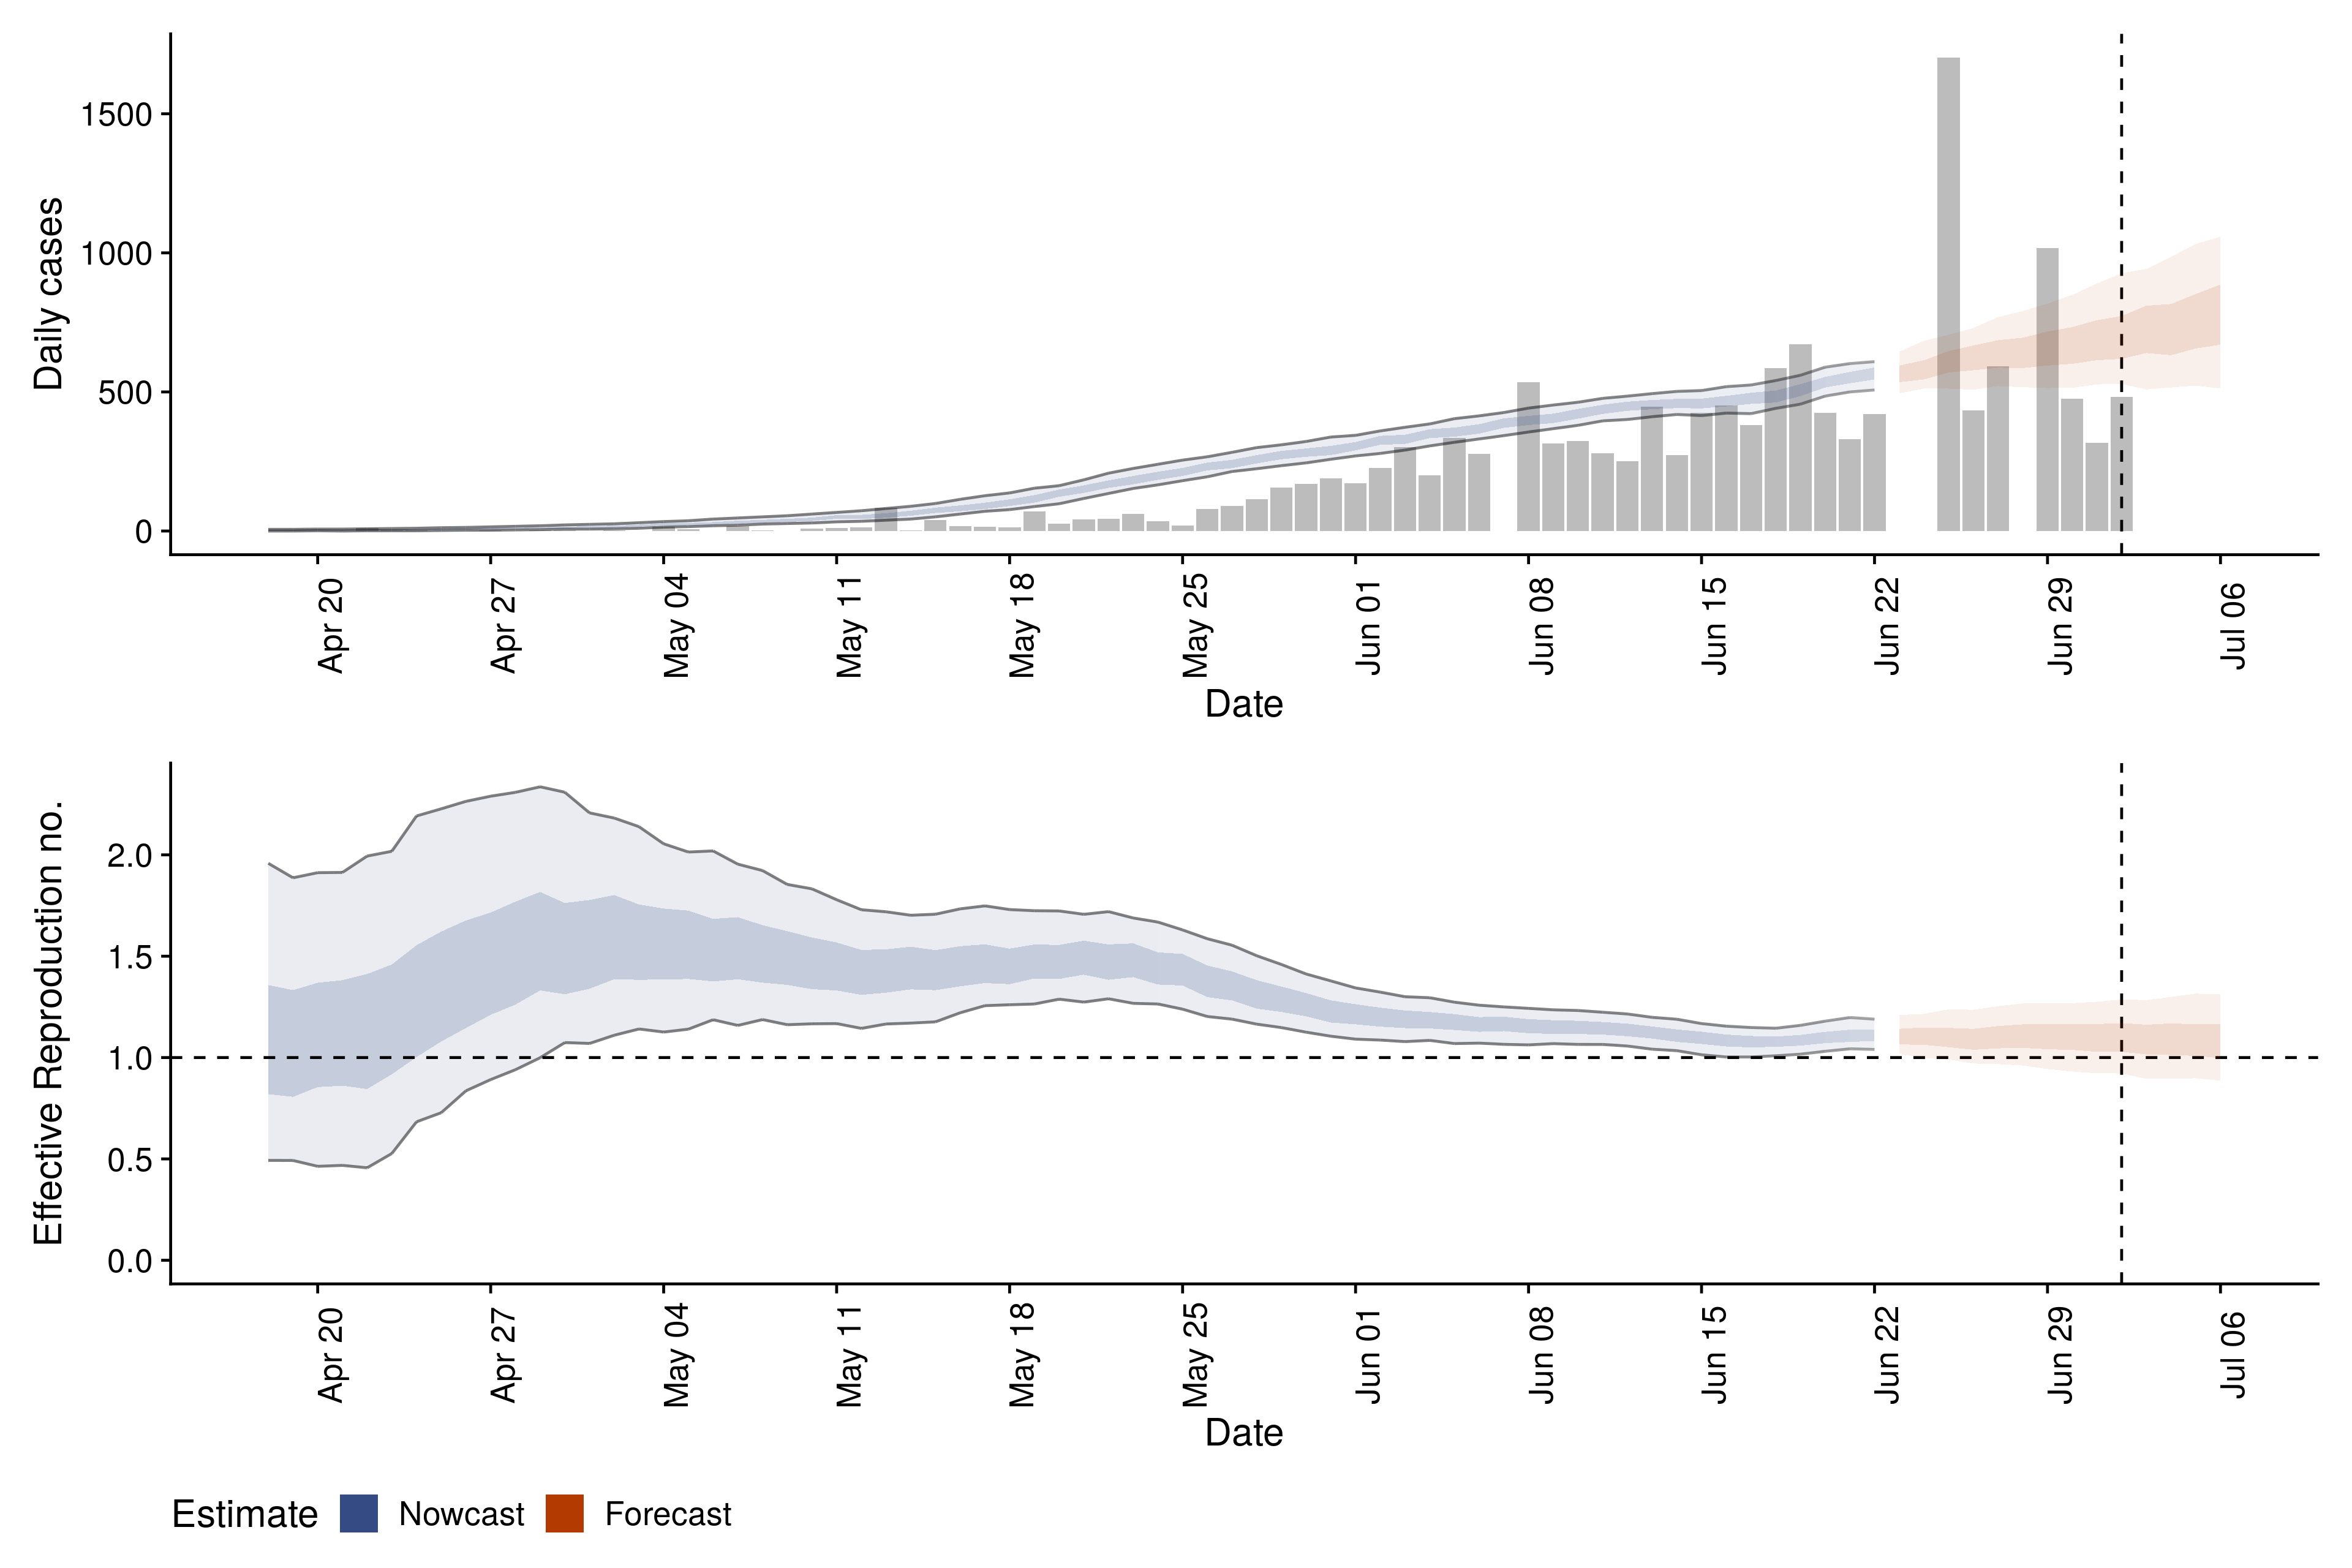 Daily cases
1500
1000
500
0
Apr 20
Apr 27
May 04
May 11
May 18
May 25
Jun 01
Jun 08
Jun 15
Jun 22
Jun 29
Jul 06
Date
Effective Reproduction no.
2.0
1.5
1.0
0.5
0.0
Apr 20
Apr 27
May 04
May 11
May 18
May 25
Jun 01
Jun 08
Jun 15
Jun 22
Jun 29
Jul 06
Date
Estimate Nowcast Forecast